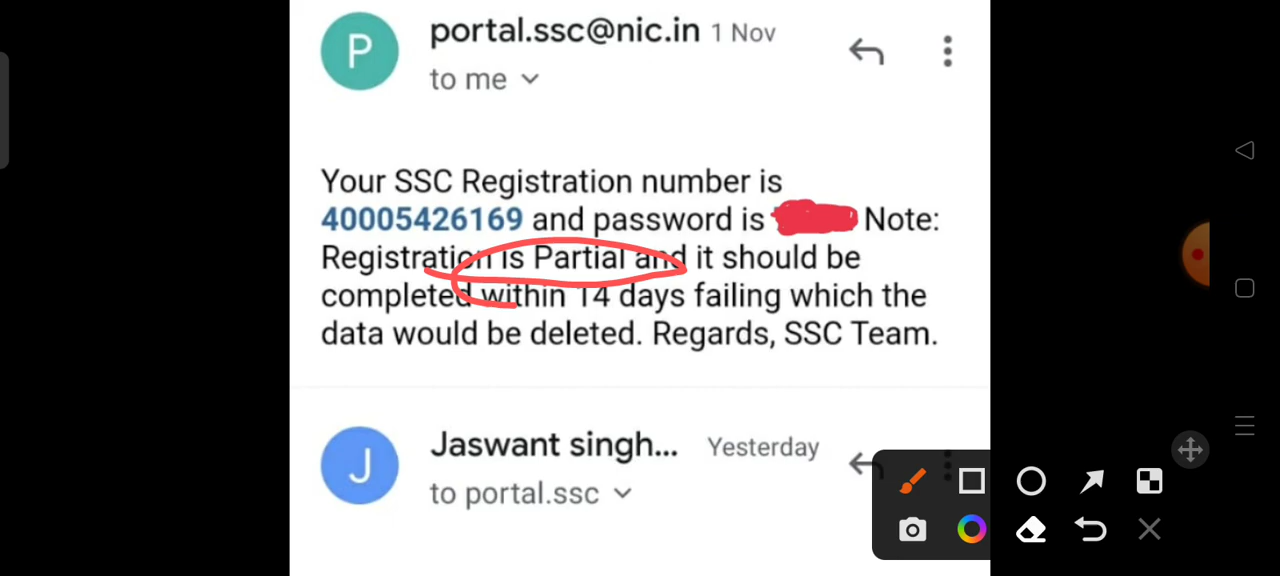 P
portal.ssc@nic.in 1 Nov
to me
Your SSC Registration number is
40005426169 and password is Note:
Registration is Partial and it should be
completed within 14 days failing which the
data would be deleted. Regards, SSC Team.
J
Jaswant singh... Yesterday
to portal.ssc